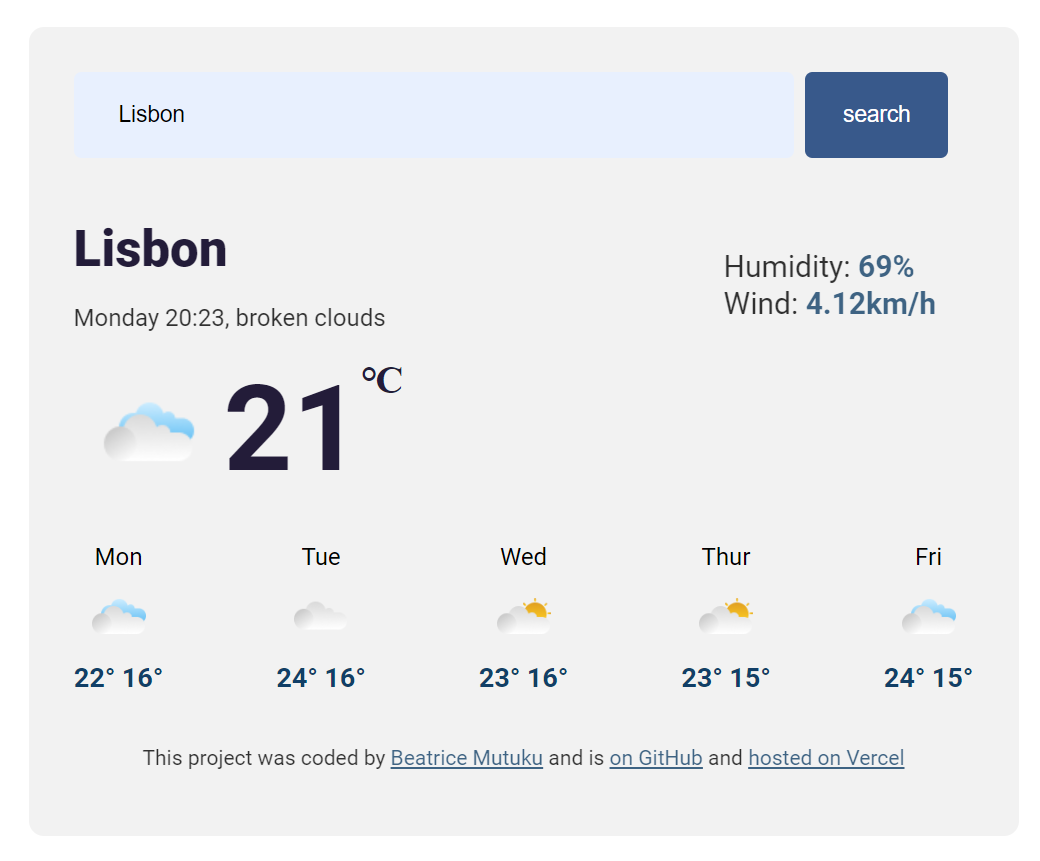 Lisbon
search
Lisbon
Humidity: 69%
Wind: 4.12km/h
Monday 20:23, broken clouds
21 °C
Mon Tue Wed Thur Fri
22° 16° 24° 16° 23° 16° 23° 15° 24° 15°
This project was coded by Beatrice Mutuku and is on GitHub and hosted on Vercel